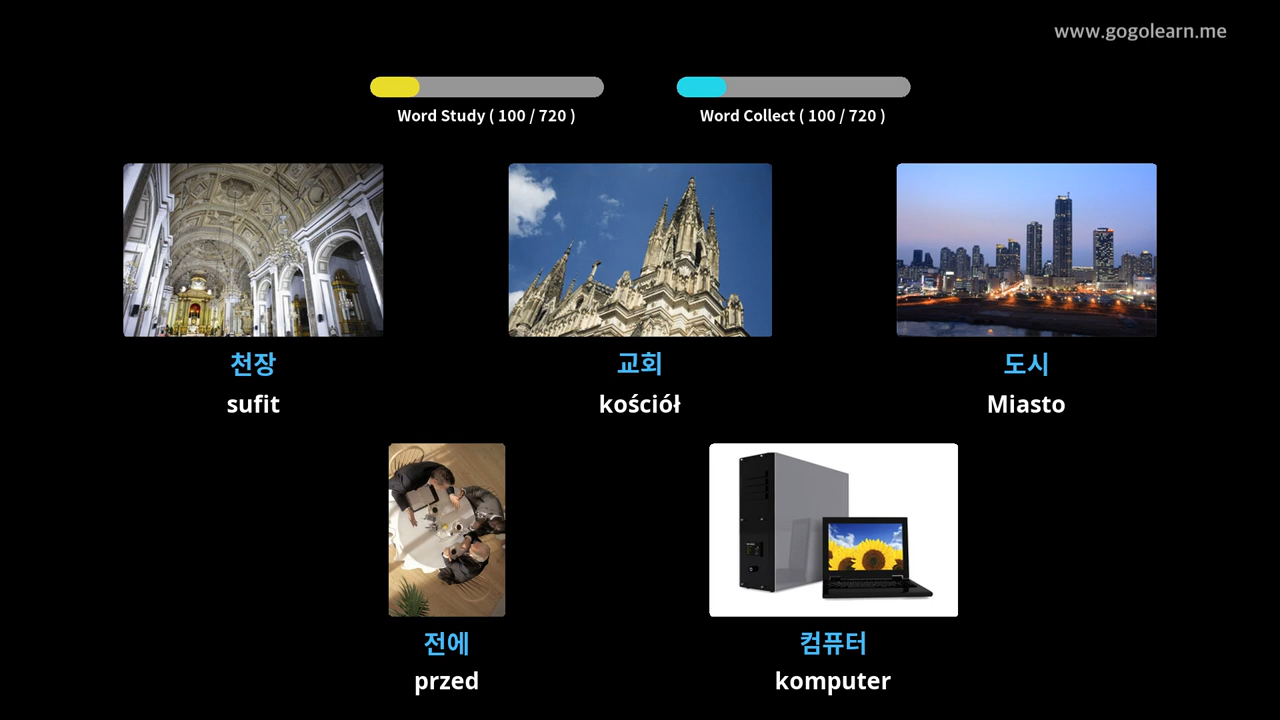 www.gogolearn.me
Word Study ( 100 / 720 )
Word Collect ( 100 / 720 )
천장
sufit
교회
kościół
도시
Miasto
전에
przed
컴퓨터
komputer